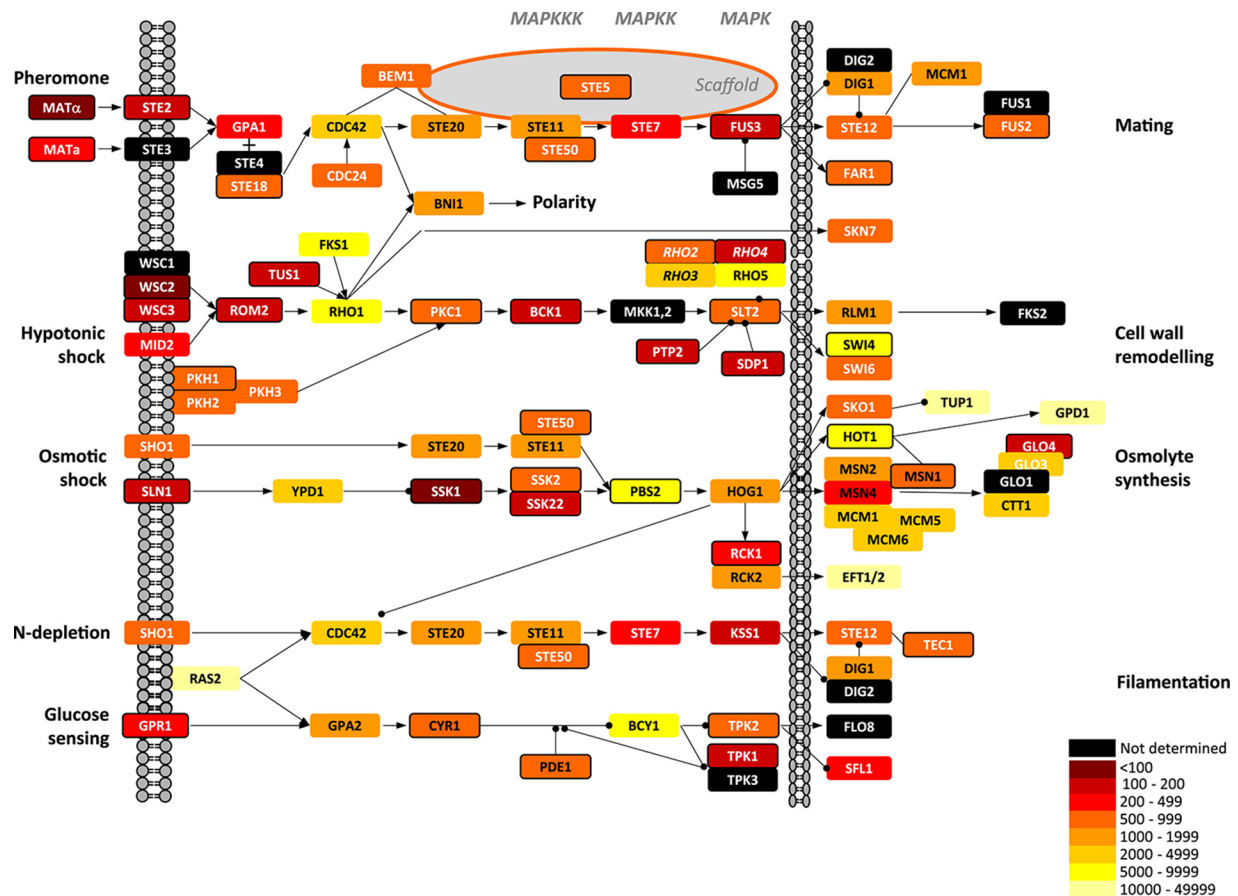 MAPKKK MAPKK MAPK
Pheromone
BEM1
STE5
Scaffold
DIG2
DIG1
MCM1
FUS1
MATα
STE2
GPA1
CDC42
STE20
STE11
STE7
FUS3
STE12
FUS2
Mating
MATa
STE3
STE50
STE4
STE18
CDC24
MSG5
FAR1
BNI1
Polarity
SKN7
FKS1
RHO2
RHO4
WSC1
TUS1
RHO3
RHO5
WSC2
WSC3
ROM2
RHO1
PKC1
BCK1
MKK1,2
SLT2
RLM1
FKS2
Hypotonic
shock
MID2
PTP2
SDP1
SWI4
SWI6
Cell wall
remodelling
PKH1
PKH3
PKH2
SKO1
TUP1
GPD1
STE50
SHO1
STE20
STE11
HOT1
GLO4
GLO3
Osmotic
shock
SSK2
MSN2
MSN1
Osmolyte
synthesis
SLN1
YPD1
SSK1
SSK22
PBS2
HOG1
MSN4
GLO1
CTT1
MCM1
MCM5
MCM6
RCK1
RCK2
EFT1/2
N-depletion
SHO1
CDC42
STE20
STE11
STE7
KSS1
STE12
TEC1
STE50
RAS2
DIG1
DIG2
Filamentation
Glucose
sensing
GPR1
GPA2
CYR1
BCY1
TPK2
FLO8
PDE1
TPK1
TPK3
SFL1
Not determined
<100
100 - 200
200 - 499
500 - 999
1000 - 1999
2000 - 4999
5000 - 9999
10000 - 49999